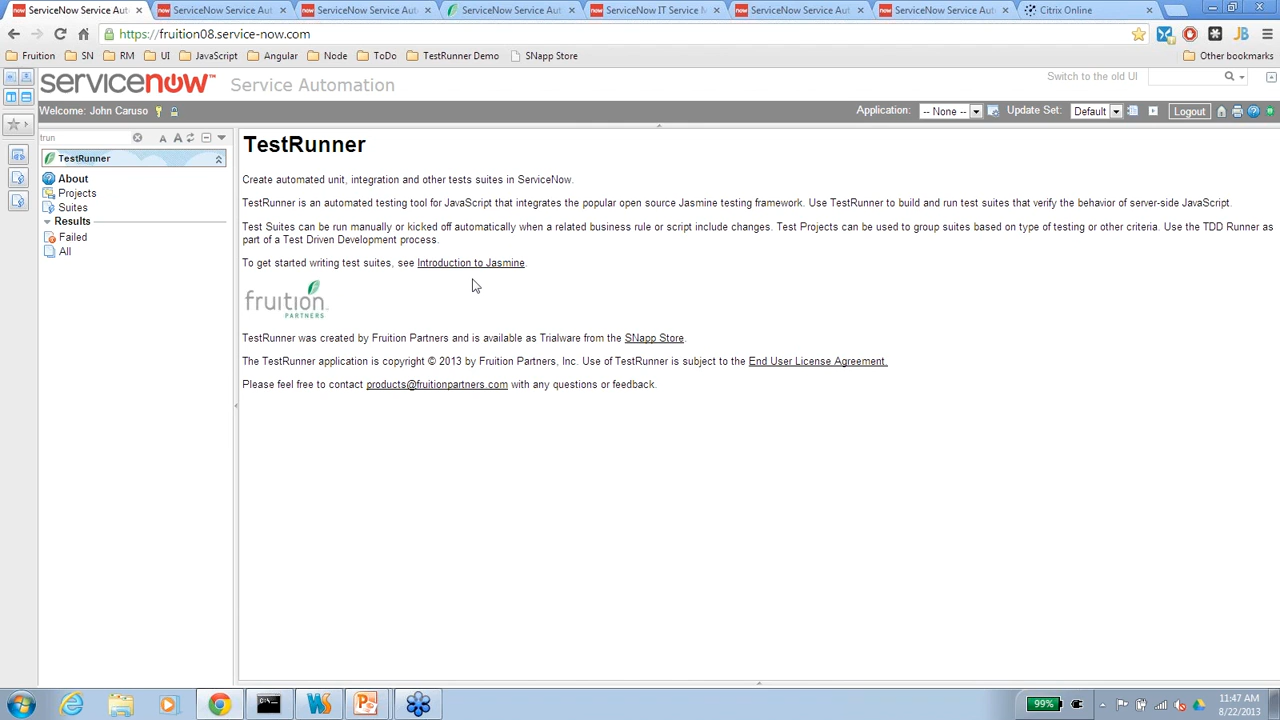 ServiceNow Service Aut
ServiceNow Service Aut
ServiceNow Service Aut
ServiceNow Service Aut
ServiceNow IT Service M
ServiceNow Service Aut
ServiceNow Service Aut
Citrix Online
https://fruition08.service-now.com
Fruition SN RM UI JavaScript Angular Node ToDo TestRunner Demo SNapp Store Other bookmarks
servicenow Service Automation Switch to the old UI
Welcome: John Caruso Application: -- None -- Update Set: Default Logout
trun A A
TestRunner
About
Projects
Suites
Results
Failed
All
TestRunner
Create automated unit, integration and other tests suites in ServiceNow.
TestRunner is an automated testing tool for JavaScript that integrates the popular open source Jasmine testing framework. Use TestRunner to build and run test suites that verify the behavior of server-side JavaScript.
Test Suites can be run manually or kicked off automatically when a related business rule or script include changes. Test Projects can be used to group suites based on type of testing or other criteria. Use the TDD Runner as
part of a Test Driven Development process.
To get started writing test suites, see Introduction to Jasmine.
fruition
PARTNERS
TestRunner was created by Fruition Partners and is available as Trialware from the SNapp Store.
The TestRunner application is copyright © 2013 by Fruition Partners, Inc. Use of TestRunner is subject to the End User License Agreement.
Please feel free to contact products@fruitionpartners.com with any questions or feedback.
99%
11:47 AM
8/22/2013